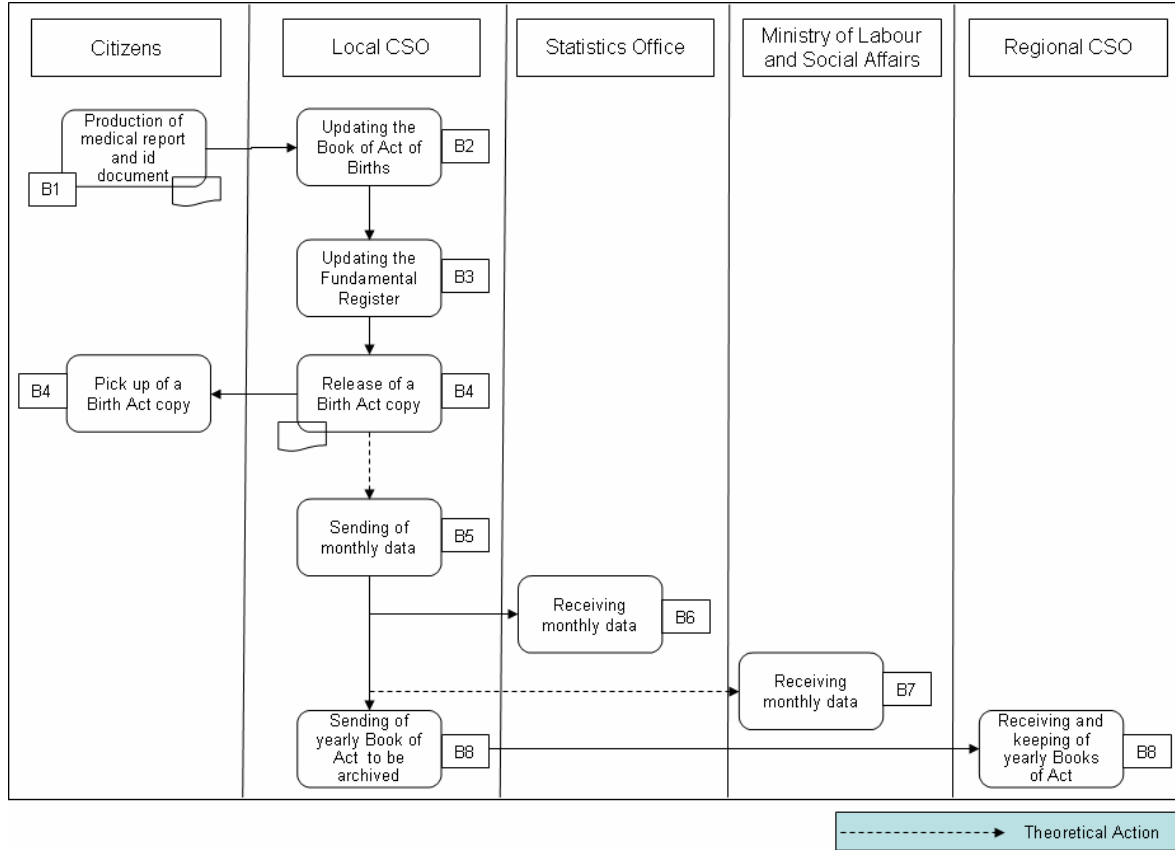 Citizens
Local CSO
Statistics Office
Ministry of Labour
and Social Affairs
Regional CSO
Production of
medical report
and id
document
B1
Updating the
Book of Act of
Births
B2
Updating the
Fundamental
Register
B3
B4
Pick up of a
Birth Act copy
Release of a
Birth Act copy
B4
Sending of
monthly data
B5
Receiving
monthly data
B6
Receiving
monthly data
B7
Sending of
yearly Book of
Act to be
archived
B8
Receiving and
keeping of
yearly Books
of Act
B8
Theoretical Action